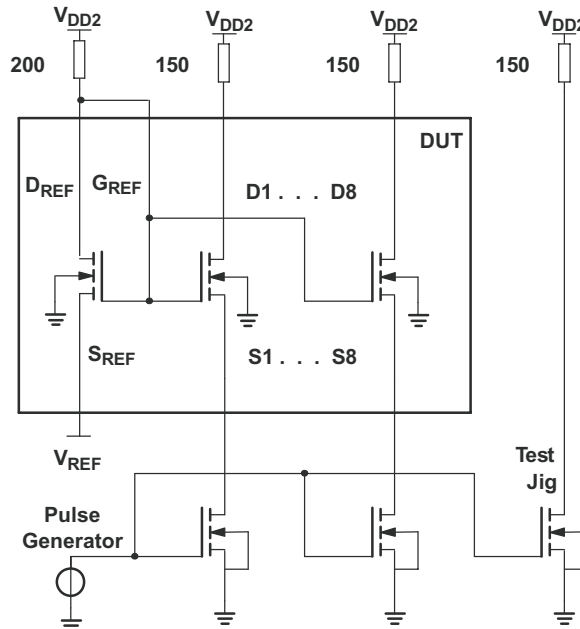 VDD2 VDD2 VDD2 VDD2
200 150 150 150
DUT
DREF GREF D1 . . . D8
SREF S1 . . . S8
VREF
Test
Jig
Pulse
Generator